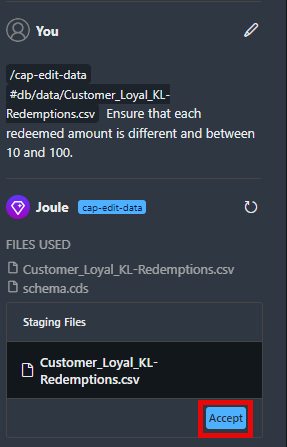 You
/cap-edit-data
#db/data/Customer_Loyal_KL-
Redemptions.csv Ensure that each
redeemed amount is different and between
10 and 100.
Joule cap-edit-data
FILES USED
Customer_Loyal_KL-Redemptions.csv
schema.cds
Staging Files
Customer_Loyal_KL-
Redemptions.csv
Accept